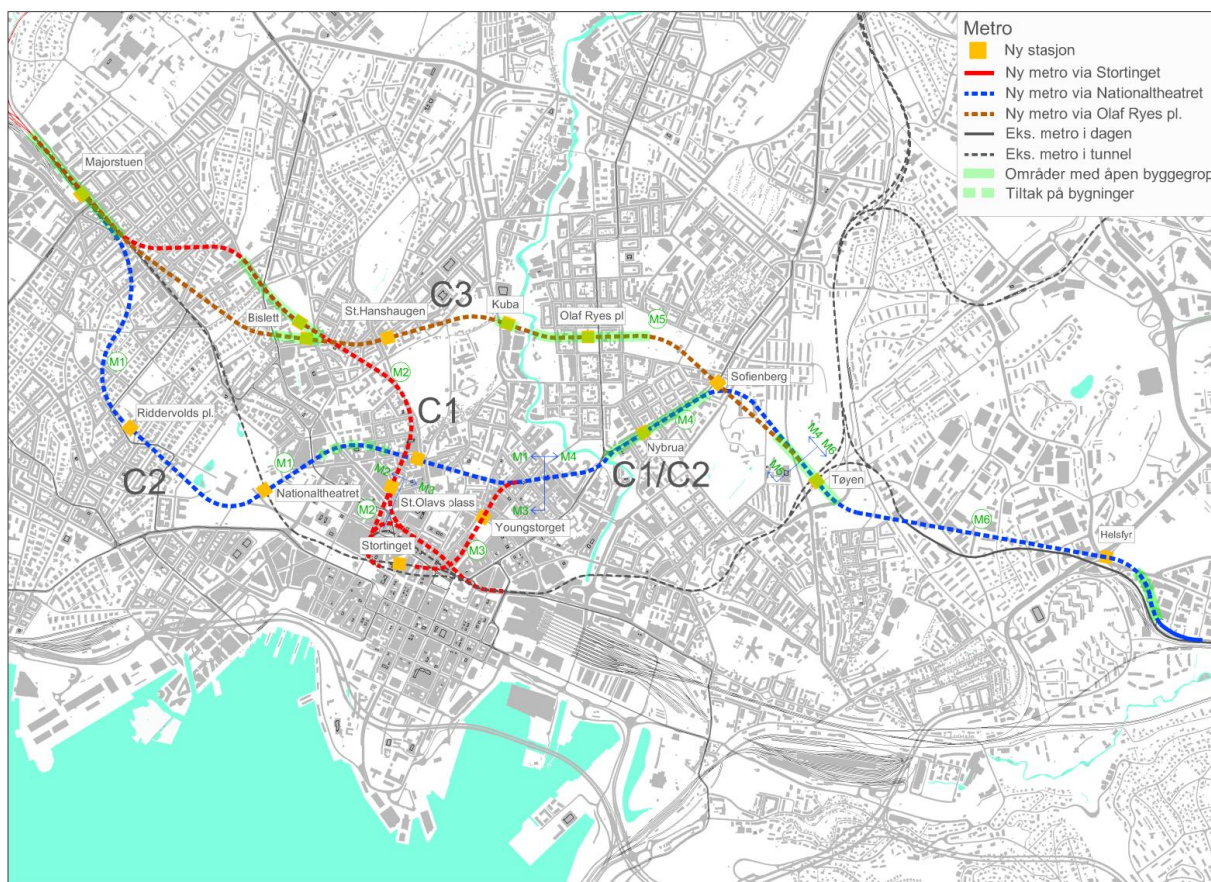 Metro
Ny stasjon
Ny metro via Stortinget
Ny metro via Nationaltheatret
Ny metro via Olaf Ryes pl.
Eks. metro i dagen
Eks. metro i tunnel
Områder med åpen byggegrop
Tiltak på bygninger
Majorstuen
Bislett
St.Hanshaugen
C3
Kuba
Olaf Ryes pl
M5
M1
M2
Sofienberg
C1
Riddervolds pl.
M4
M4 M6
Nybrua
M1
M1
M4
C2
M2
M3
C1/C2
M5
Tøyen
Nationaltheatret
St.Olavs plass
M2
M3
Youngstorget
M6
Helsfyr
Stortinget
M3